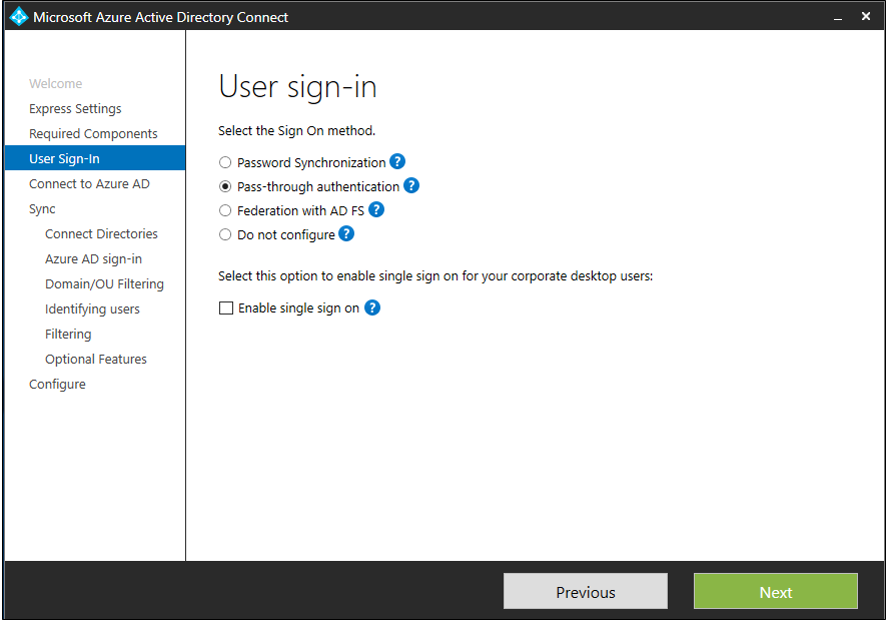 Microsoft Azure Active Directory Connect
Welcome
Express Settings
Required Components
User Sign-In
Connect to Azure AD
Sync
Connect Directories
Azure AD sign-in
Domain/OU Filtering
Identifying users
Filtering
Optional Features
Configure
User sign-in
Select the Sign On method.
Password Synchronization ?
Pass-through authentication ?
Federation with AD FS ?
Do not configure ?
Select this option to enable single sign on for your corporate desktop users:
Enable single sign on ?
Previous
Next